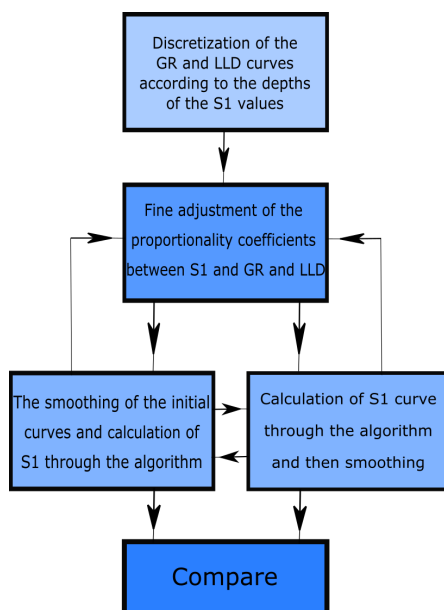 Discretization of the
GR and LLD curves
according to the depths
of the S1 values
Fine adjustment of the
proportionality coefficients
between S1 and GR and LLD
The smoothing of the initial
curves and calculation of
S1 through the algorithm
Calculation of S1 curve
through the algorithm
and then smoothing
Compare